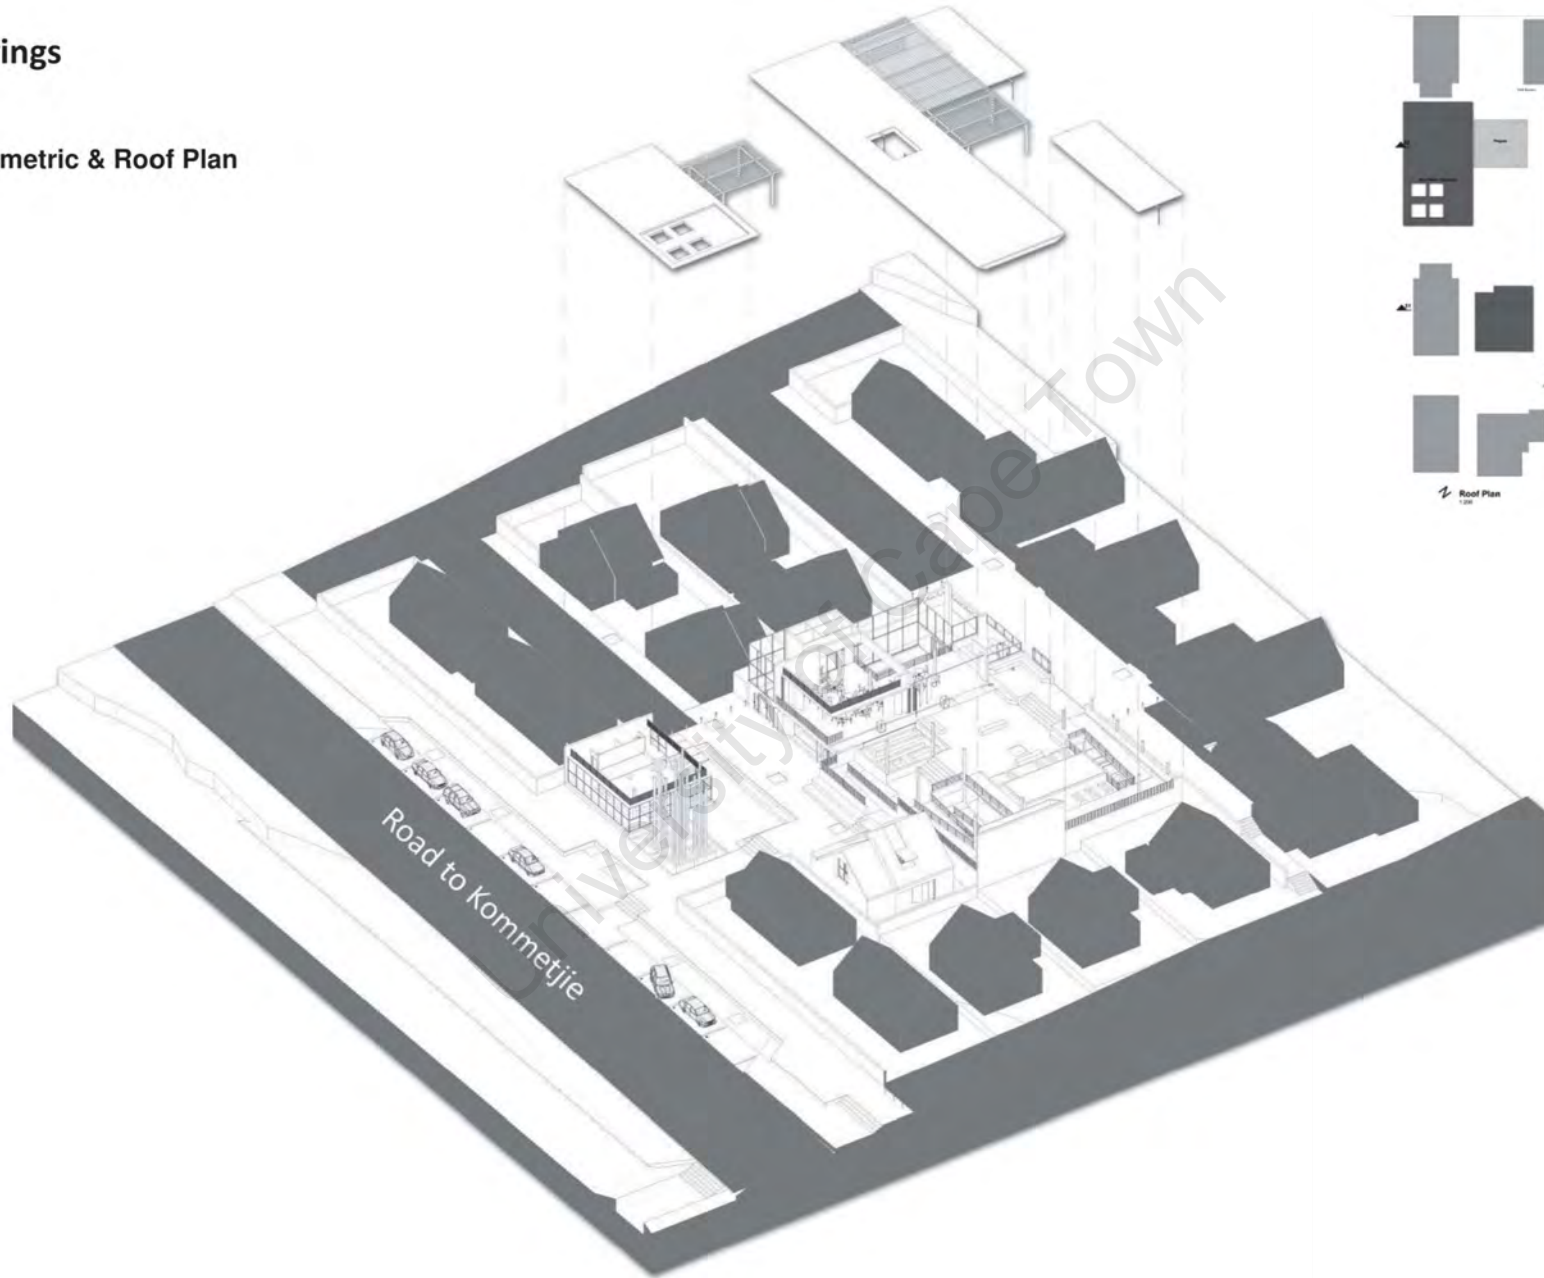 ings
metric & Roof Plan
Road to Kommetjie
University of Cape Town
Roof Plan